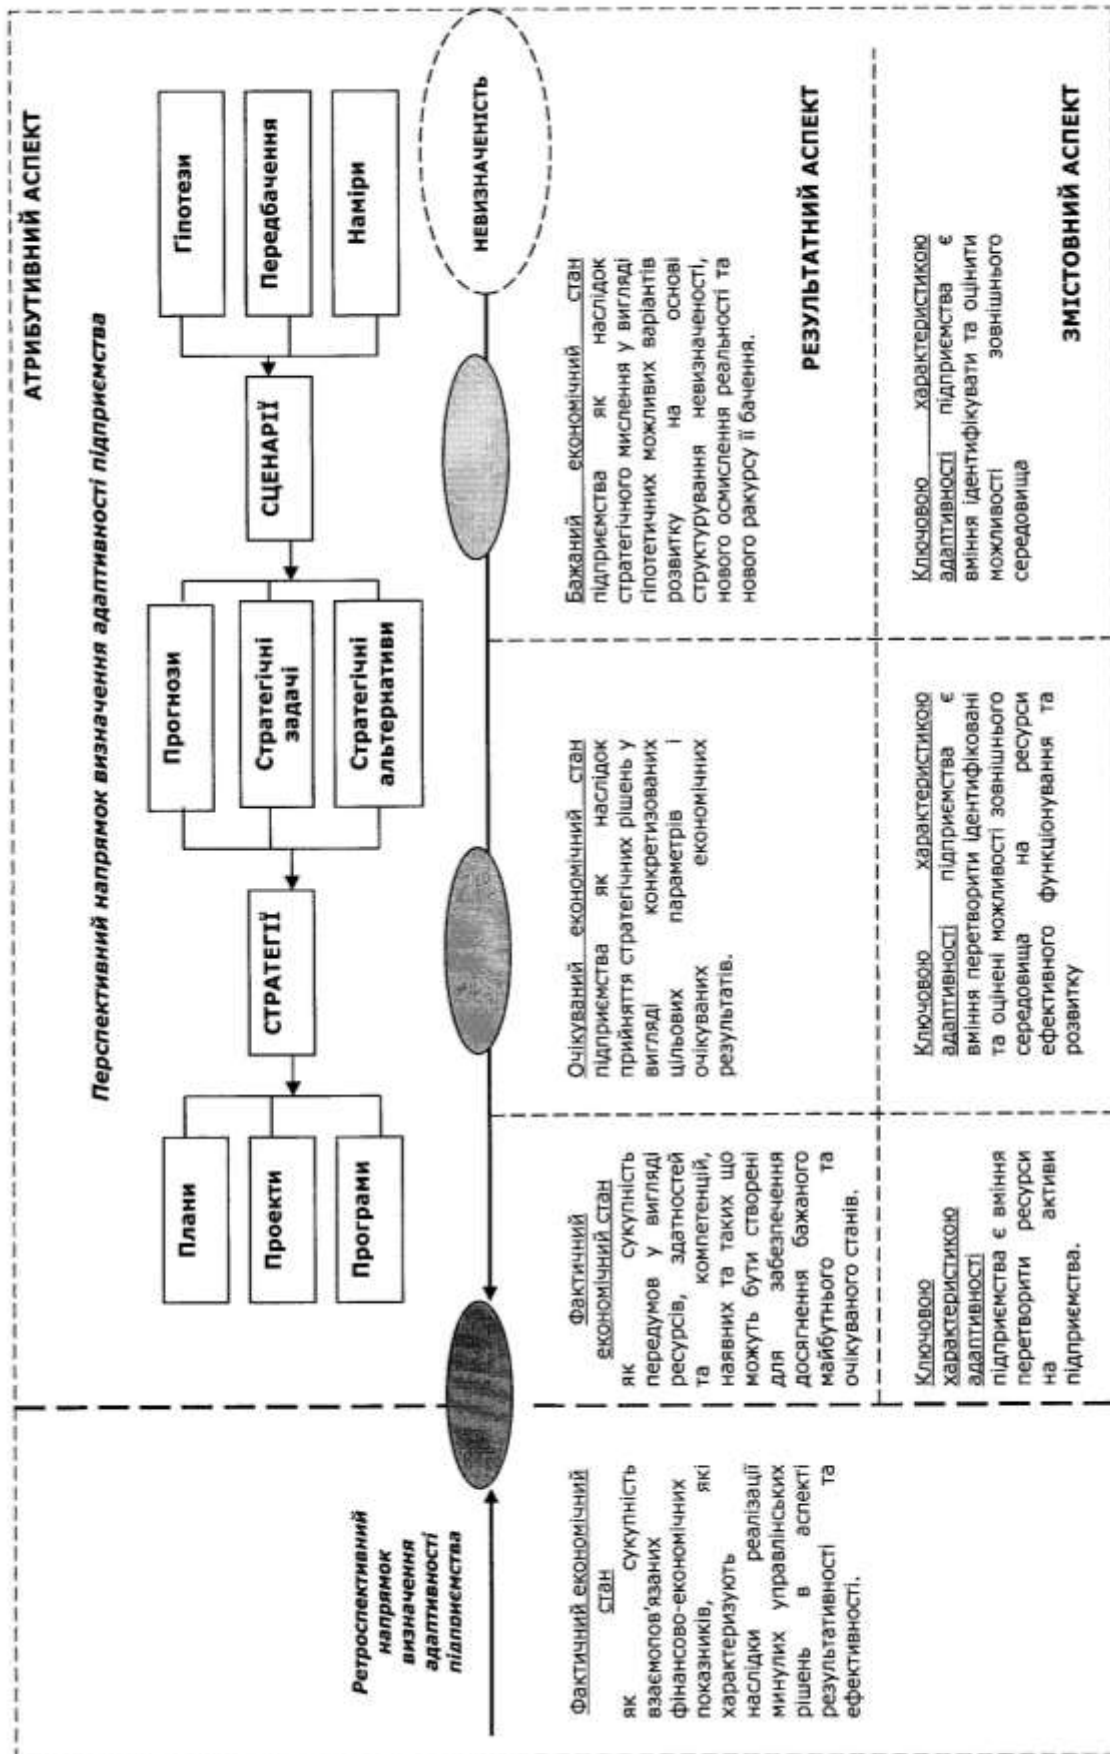 АТРИБУТИВНИЙ АСПЕКТ
Перспективний напрямок визначення адаптивності підприємства
Ретроспективний
напрямок
визначення
адаптивності
підприємства
Плани
Проекти
Програми
СТРАТЕГІЇ
Прогнози
Стратегічні
задачі
Стратегічні
альтернативи
СЦЕНАРІЇ
Гіпотези
Передбачення
Наміри
НЕВИЗНАЧЕНІСТЬ
Фактичний економічний
стан
як сукупність
взаємопов'язаних
фінансово-економічних
показників, які
характеризують
наслідки реалізації
минулих управлінських
рішень в аспекті
результативності та
ефективності.
Фактичний
економічний стан
як сукупність
передумов у вигляді
ресурсів, здатностей
та компетенцій,
наявних та таких що
можуть бути створені
для забезпечення
досягнення бажаного
майбутнього та
очікуваного станів.
Очікуваний економічний стан
підприємства як наслідок
прийняття стратегічних рішень у
вигляді конкретизованих
цільових параметрів і
очікуваних економічних
результатів.
Бажаний економічний стан
підприємства як наслідок
стратегічного мислення у вигляді
гіпотетичних можливих варіантів
розвитку на основі
структурування невизначеності,
нового осмислення реальності та
нового ракурсу її бачення.
РЕЗУЛЬТАТНИЙ АСПЕКТ
Ключовою
характеристикою
адаптивності
підприємства є вміння
перетворити ресурси
на активи
підприємства.
Ключовою характеристикою
адаптивності підприємства є
вміння перетворити ідентифіковані
та оцінені можливості зовнішнього
середовища на ресурси
ефективного функціонування та
розвитку
Ключовою характеристикою
адаптивності підприємства є
вміння ідентифікувати та оцінити
можливості зовнішнього
середовища
ЗМІСТОВНИЙ АСПЕКТ